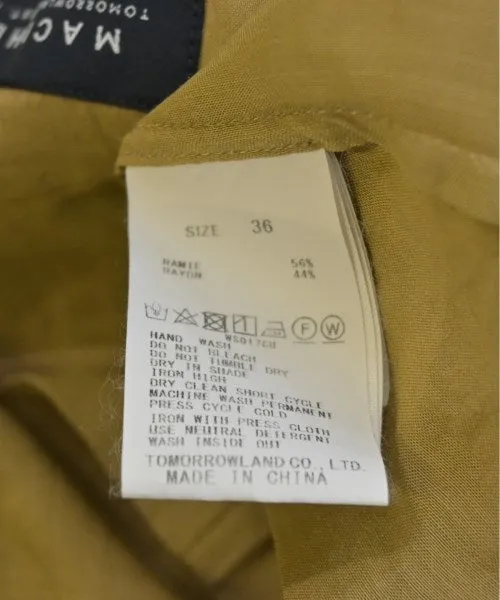 MACH
TOMORROW
SIZE 36
RAMIE 56%
RAYON 44%
F W
HAND WASH
DO NOT BLEACH
DO NOT TUMBLE DRY
DRY IN SHADE
IRON HIGH
DRY CLEAN SHORT CYCLE
MACHINE WASH PERMANENT
PRESS CYCLE COLD
IRON WITH PRESS CLOTH
USE NEUTRAL DETERGENT
WASH INSIDE OUT
TOMORROWLAND CO., LTD.
MADE IN CHINA